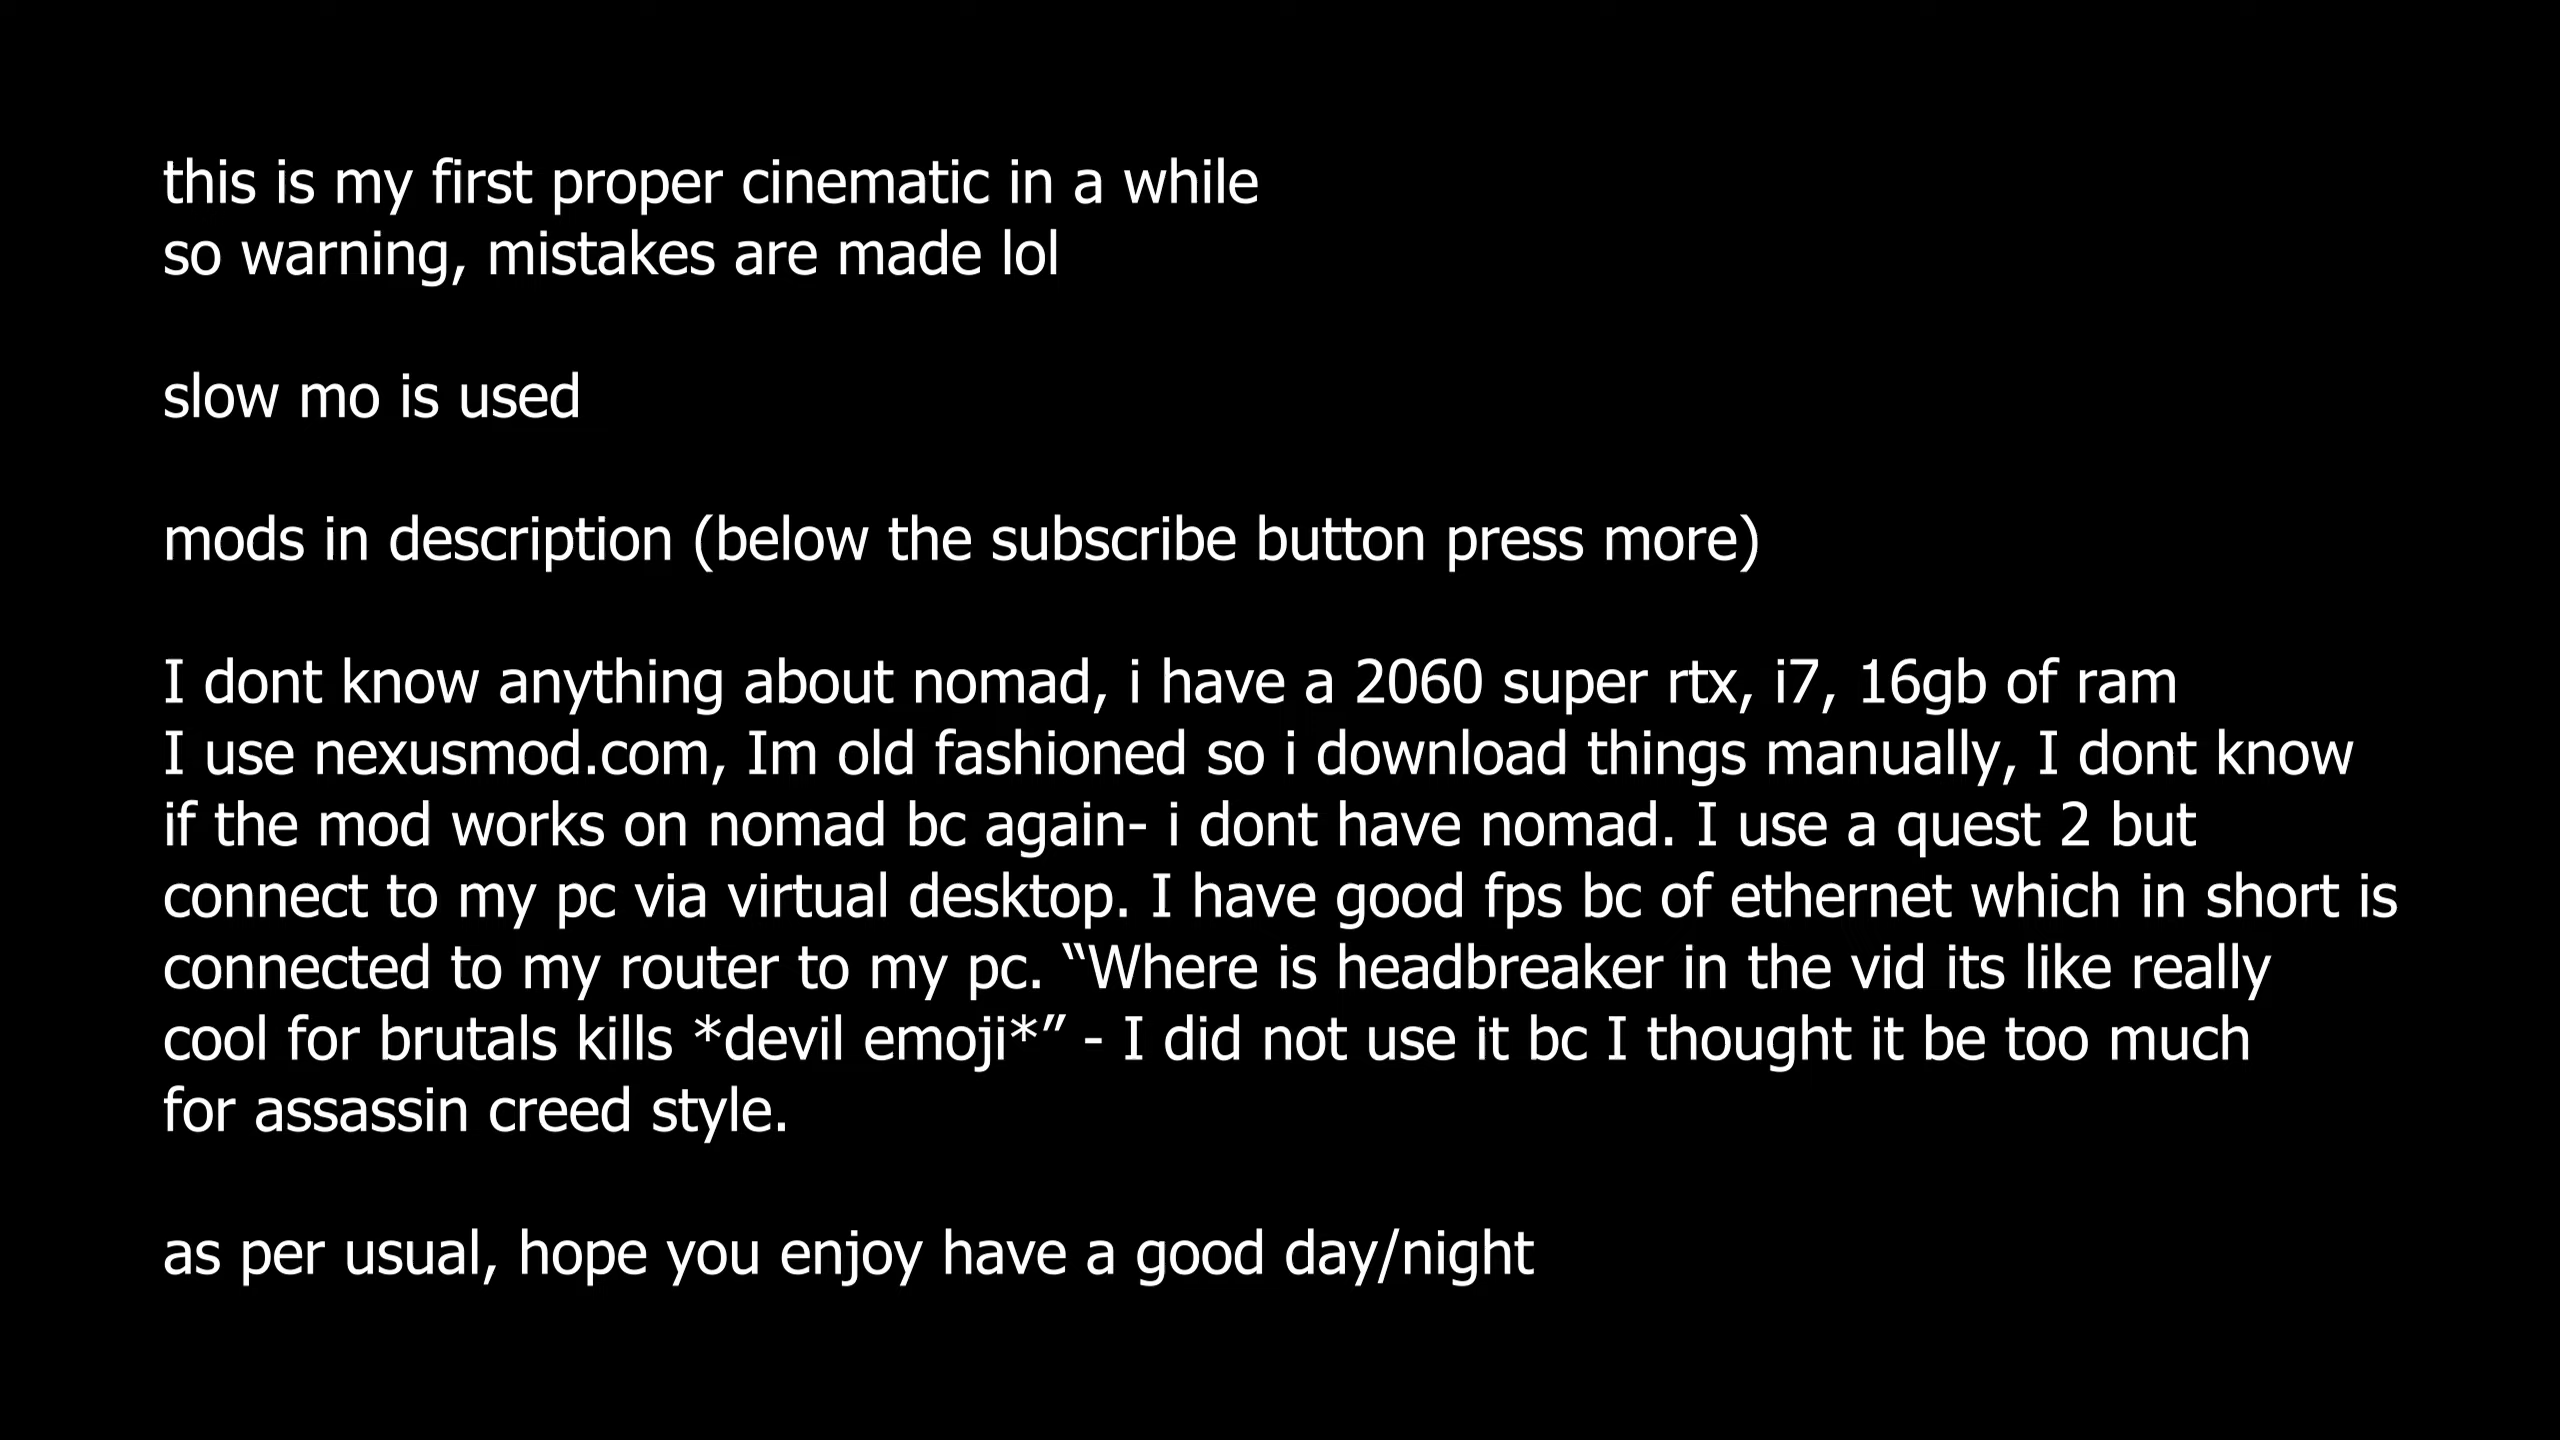 this is my first proper cinematic in a while
so warning, mistakes are made lol
slow mo is used
mods in description (below the subscribe button press more)
I dont know anything about nomad, i have a 2060 super rtx, i7, 16gb of ram
I use nexusmod.com, Im old fashioned so i download things manually, I dont know
if the mod works on nomad bc again- i dont have nomad. I use a quest 2 but
connect to my pc via virtual desktop. I have good fps bc of ethernet which in short is
connected to my router to my pc. “Where is headbreaker in the vid its like really
cool for brutals kills *devil emoji*” - I did not use it bc I thought it be too much
for assassin creed style.
as per usual, hope you enjoy have a good day/night